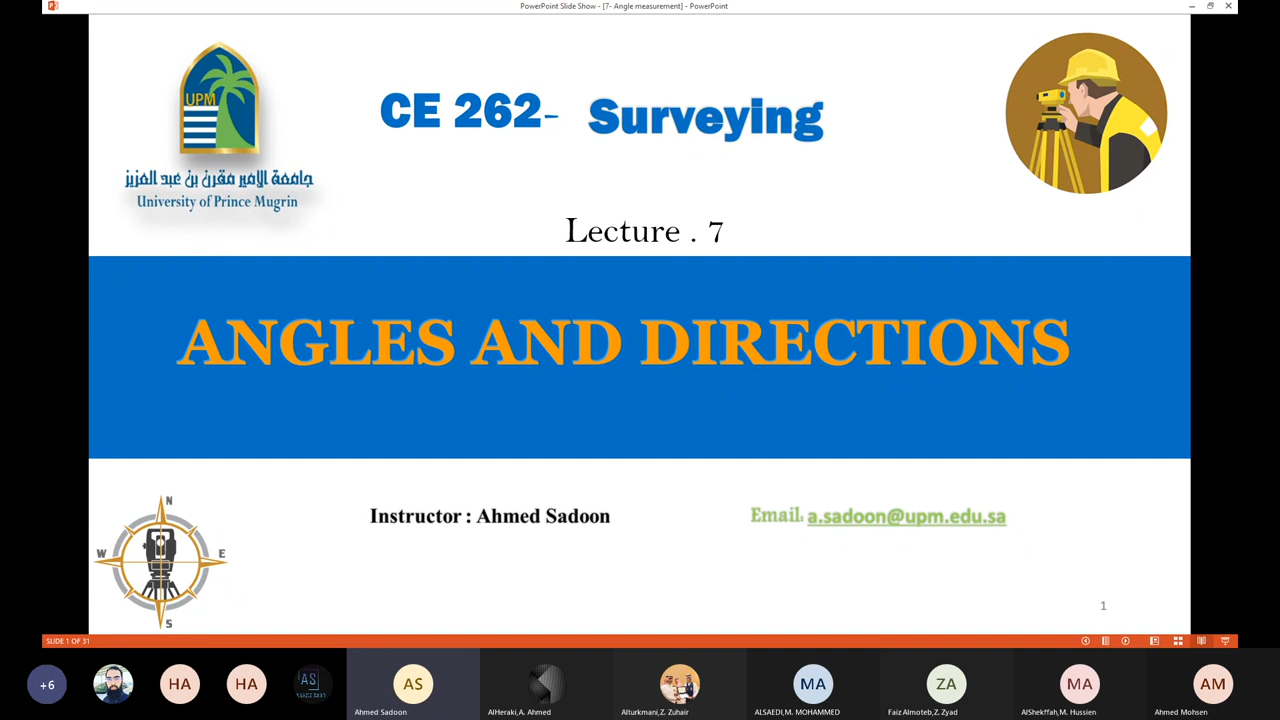 PowerPoint Slide Show - [7- Angle measurement] - PowerPoint
UPM
جامعة الامير مقرن بن عبد العزيز
University of Prince Mugrin
CE 262- Surveying
Lecture . 7
ANGLES AND DIRECTIONS
N
W E
S
Instructor : Ahmed Sadoon
Email. a.sadoon@upm.edu.sa
1
SLIDE 1 OF 31
+6
HA
HA
AS
AS
MA
ZA
MA
AM
Ahmed Sadoon
AlHeraki,A. Ahmed
Alturkmani,Z. Zuhair
ALSAEDI,M. MOHAMMED
Faiz Almoteb,Z. Zyad
AlShekffah,M. Hussien
Ahmed Mohsen